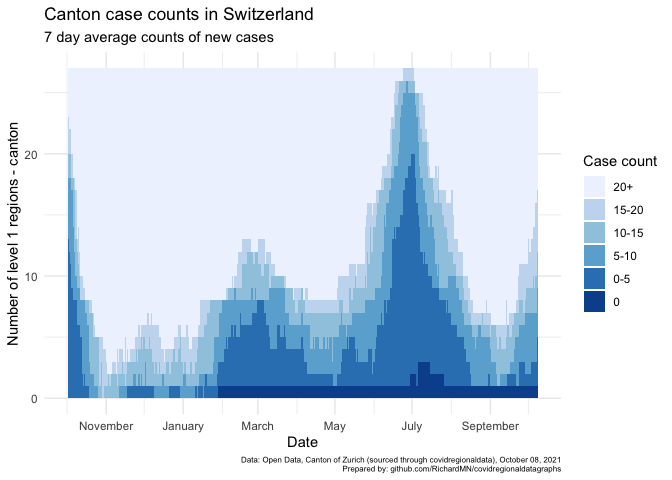 Canton case counts in Switzerland
7 day average counts of new cases
Number of level 1 regions - canton
20
10
0
November January March May July September
Date
Case count
20+
15-20
10-15
5-10
0-5
0
Data: Open Data, Canton of Zurich (sourced through covidregionaldata), October 08, 2021
Prepared by: github.com/RichardMN/covidregionaldatagraphs